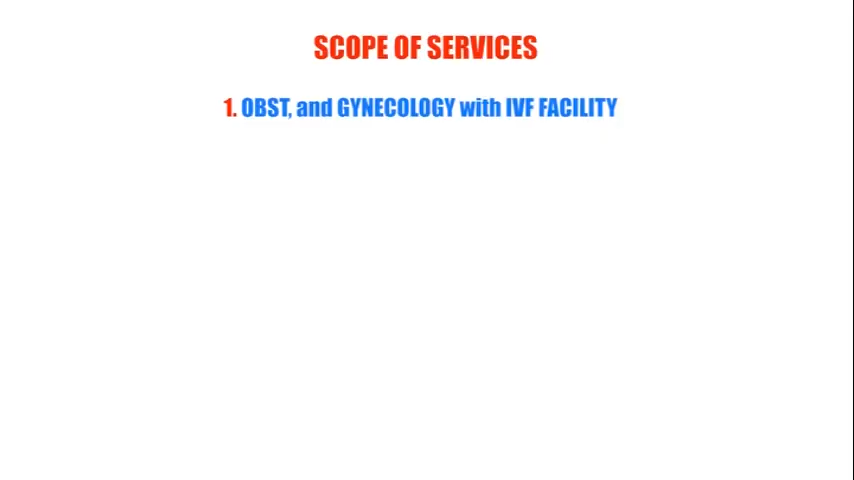 SCOPE OF SERVICES
1. OBST, and GYNECOLOGY with IVF FACILITY